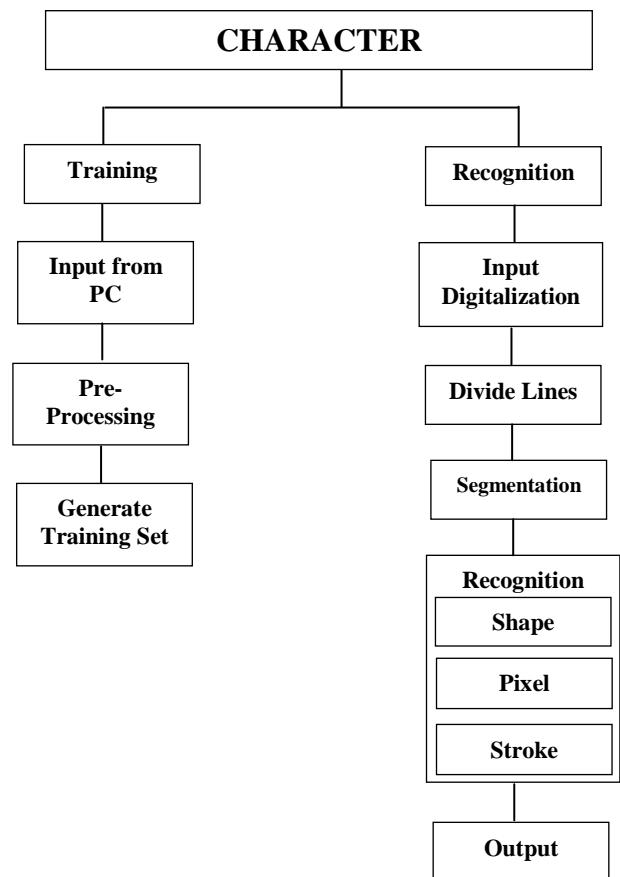 CHARACTER
Training
Input from
PC
Pre-
Processing
Generate
Training Set
Recognition
Input
Digitalization
Divide Lines
Segmentation
Recognition
Shape
Pixel
Stroke
Output